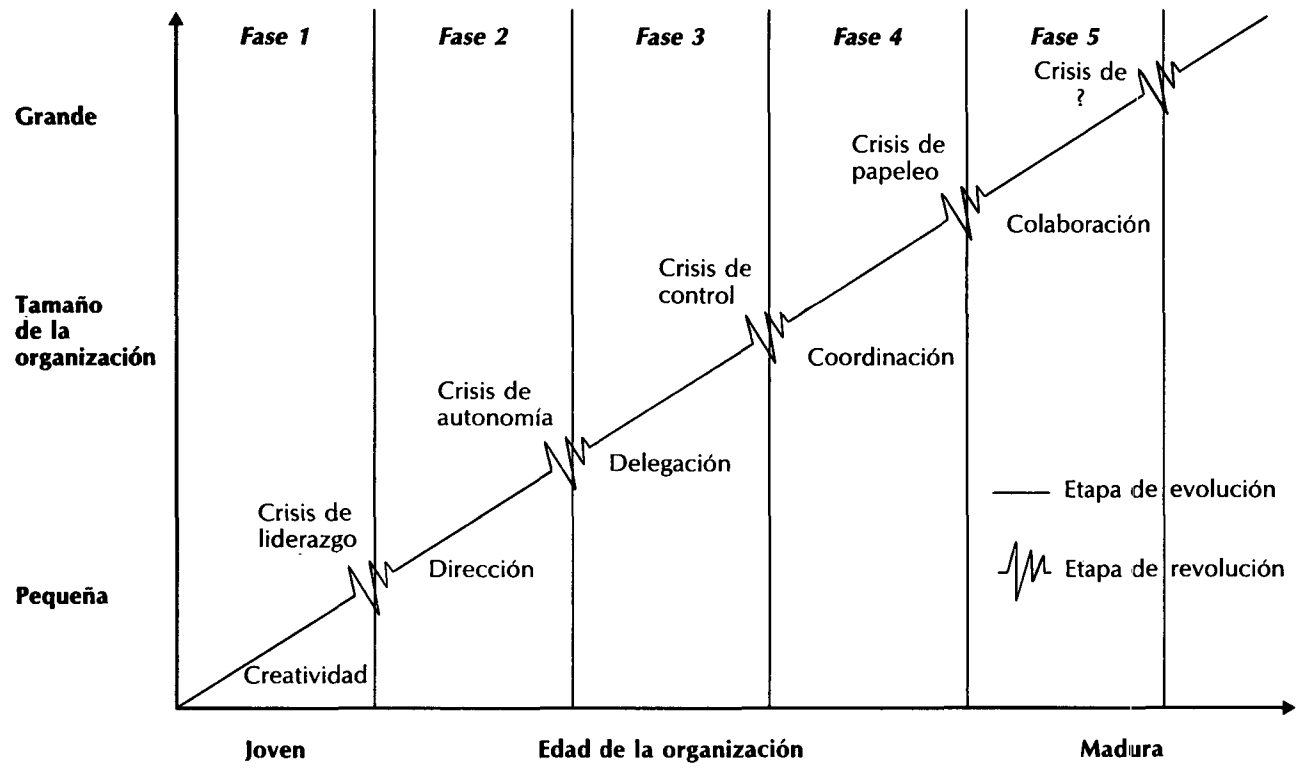 Fase 1
Fase 2
Fase 3
Fase 4
Fase 5
Crisis de
?
Grande
Crisis de
papeleo
Colaboración
Crisis de
control
Tamaño
de la
organización
Coordinación
Crisis de
autonomía
Delegación
Etapa de evolución
Crisis de
liderazgo
Dirección
Etapa de revolución
Pequeña
Creatividad
Joven
Edad de la organización
Madura